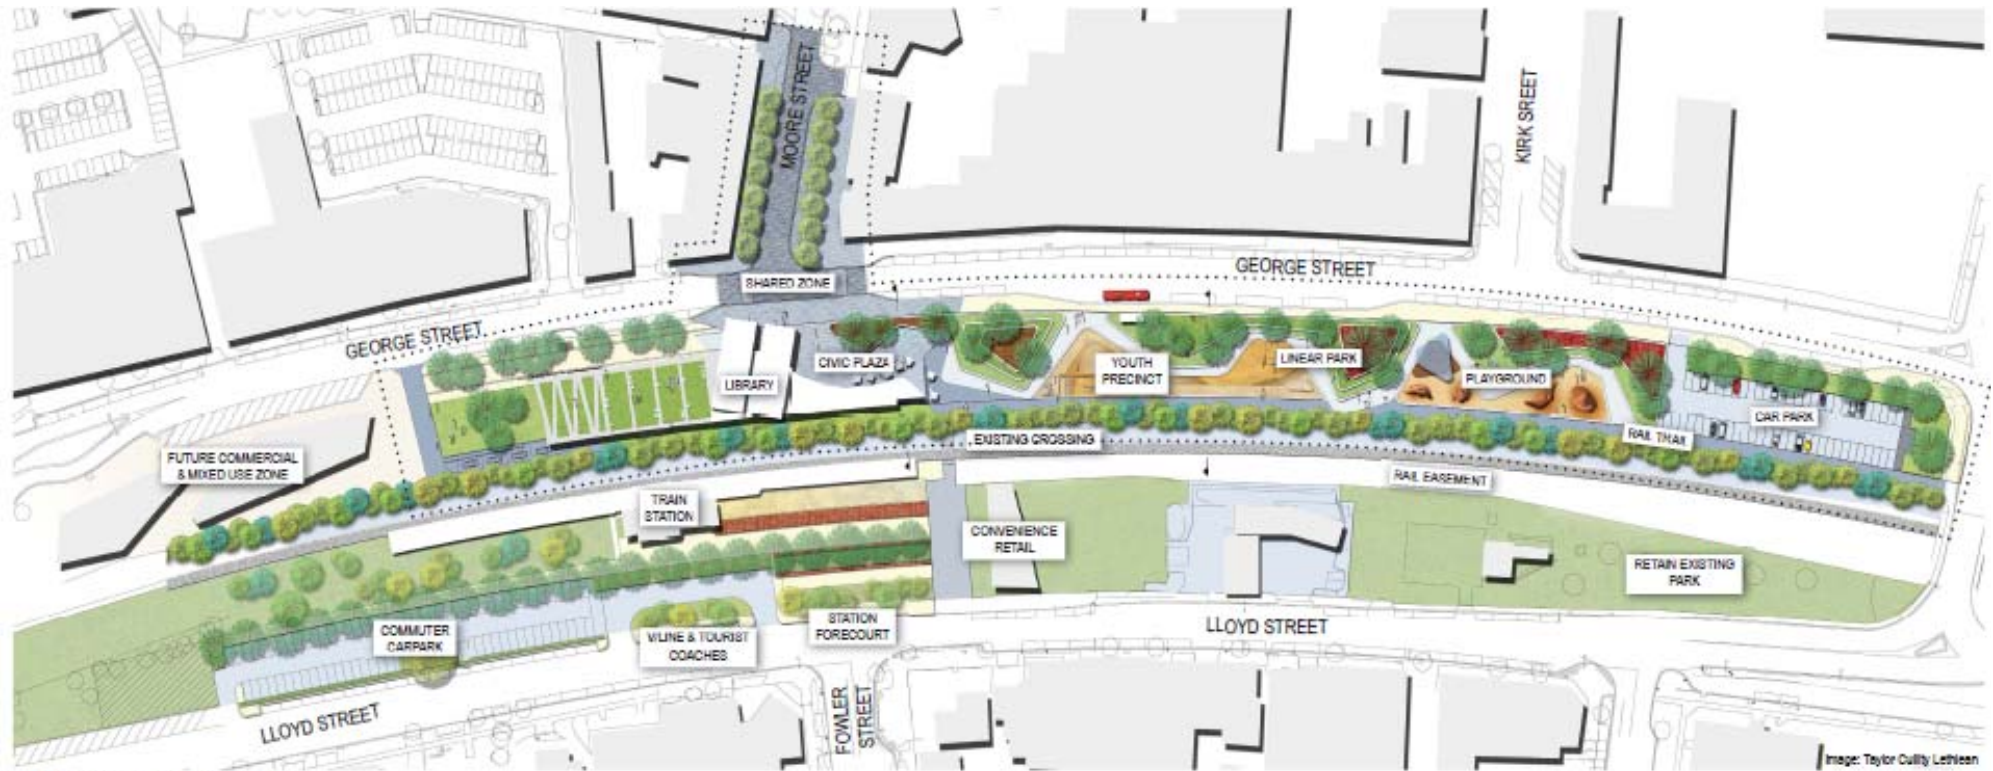 MOORE STREET
KIRK SREET
GEORGE STREET
SHARED ZONE
GEORGE STREET
CIVIC PLAZA
YOUTH
PRECINCT
LINEAR PARK
LIBRARY
PLAYGROUND
CAR PARK
RAIL TRAIL
EXISTING CROSSING
FUTURE COMMERCIAL
& MIXED USE ZONE
RAIL EASEMENT
TRAIN
STATION
CONVENIENCE
RETAIL
RETAIN EXISTING
PARK
COMMUTER
CARPARK
V/LINE & TOURIST
COACHES
STATION
FORECOURT
LLOYD STREET
LLOYD STREET
FOWLER
STREET
Image: Taylor Cullity Lethlean